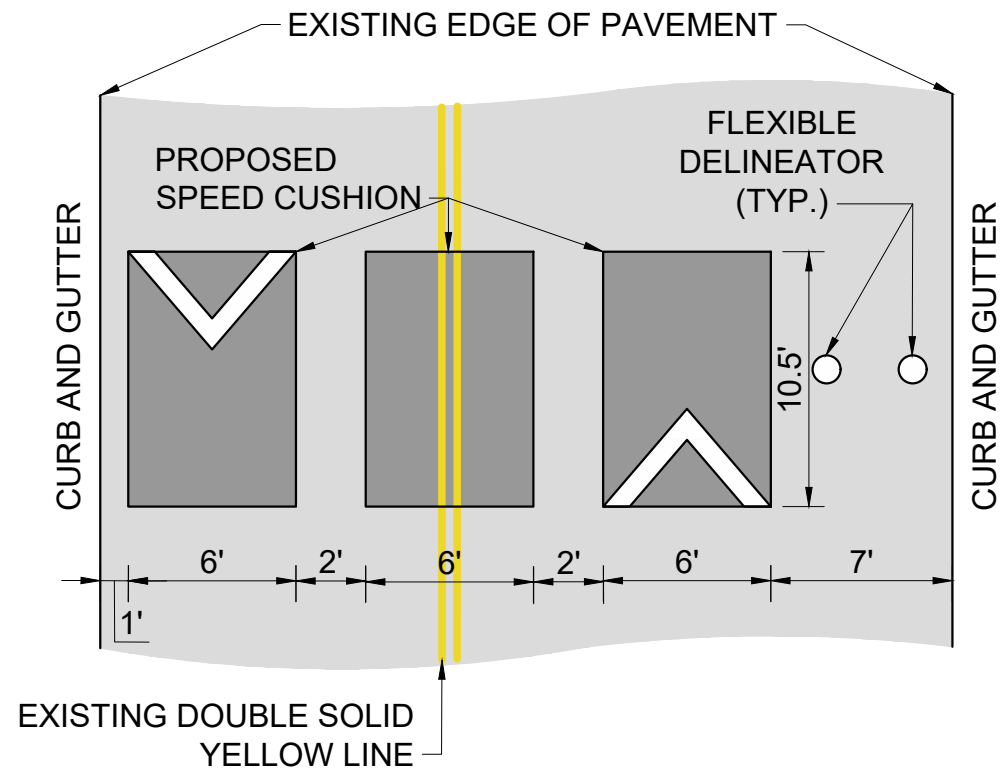 EXISTING EDGE OF PAVEMENT
FLEXIBLE
DELINEATOR
(TYP.)
PROPOSED
SPEED CUSHION
CURB AND GUTTER
CURB AND GUTTER
10.5'
6'
2'
6'
2'
6'
7'
1'
EXISTING DOUBLE SOLID
YELLOW LINE